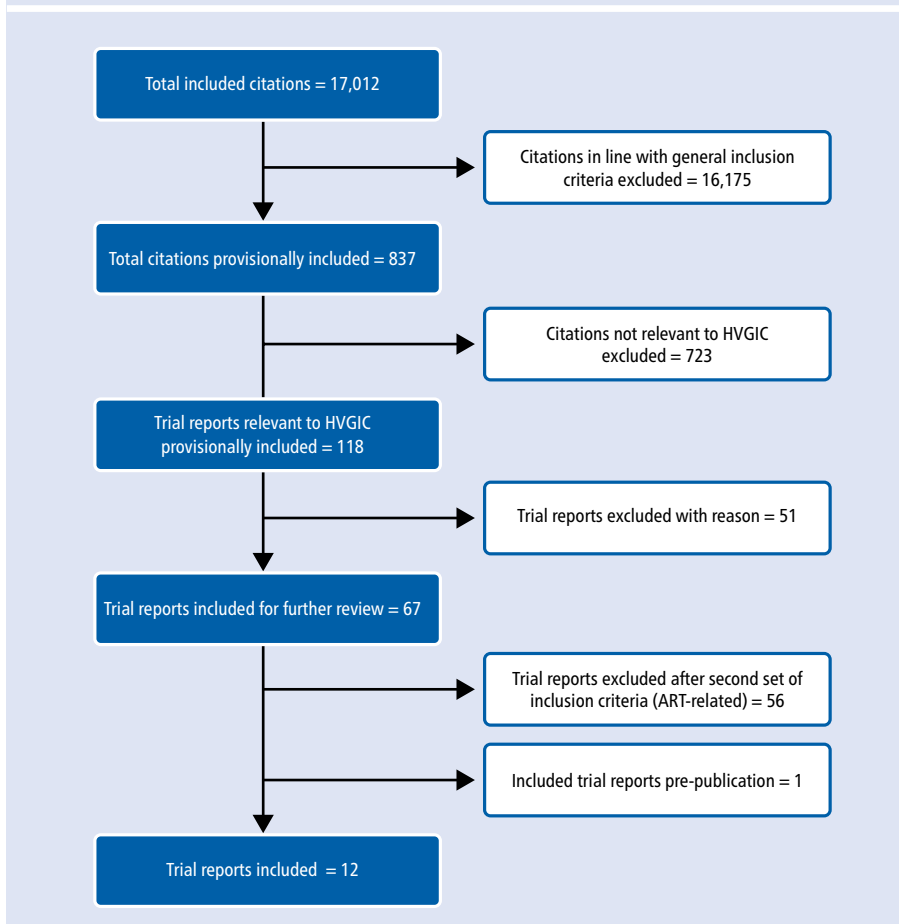 Total included citations = 17,012
Citations in line with general inclusion
criteria excluded = 16,175
Total citations provisionally included = 837
Citations not relevant to HVGIC
excluded = 723
Trial reports relevant to HVGIC
provisionally included = 118
Trial reports excluded with reason = 51
Trial reports included for further review = 67
Trial reports excluded after second set of
inclusion criteria (ART-related) = 56
Included trial reports pre-publication = 1
Trial reports included = 12